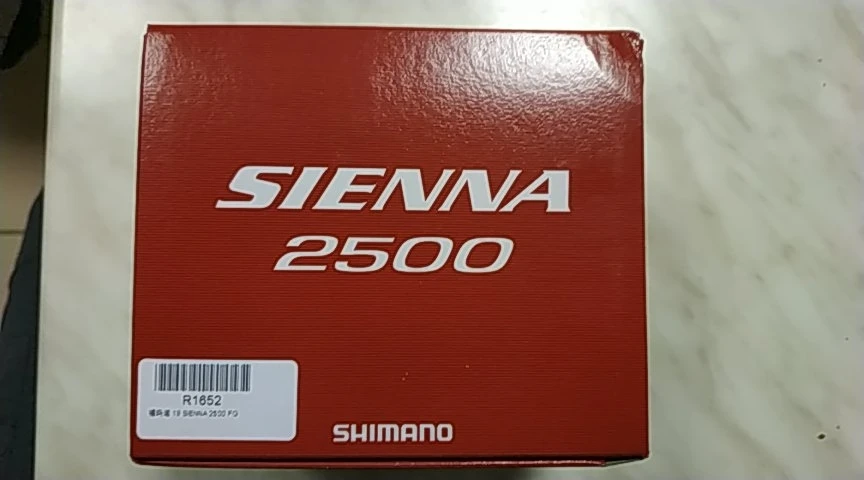 SIENNA
2500
R1652
19 SIENNA 2500 FG
SHIMANO